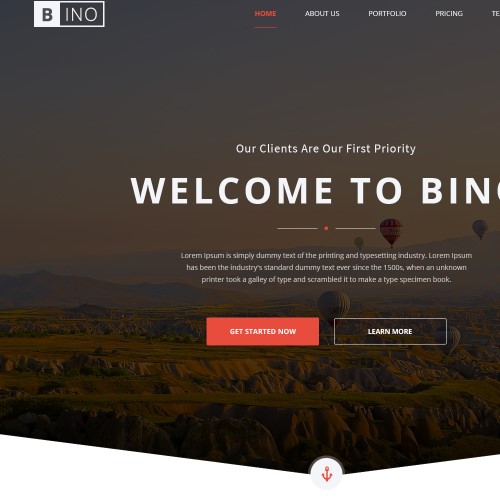 B INO
HOME ABOUT US PORTFOLIO PRICING TE
Our Clients Are Our First Priority
WELCOME TO BINO
Lorem Ipsum is simply dummy text of the printing and typesetting industry. Lorem Ipsum
has been the industry's standard dummy text ever since the 1500s, when an unknown
printer took a galley of type and scrambled it to make a type specimen book.
GET STARTED NOW LEARN MORE